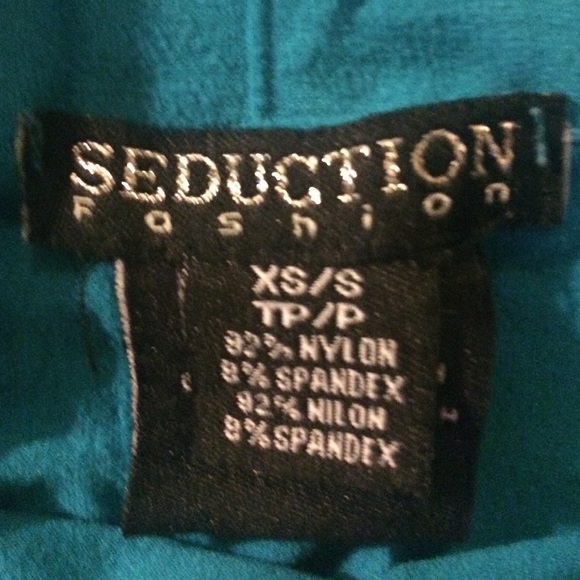 SEDUCTION
Fashion
XS/S
TP/P
92% NYLON
8% SPANDEX
92% NILON
8% SPANDEX